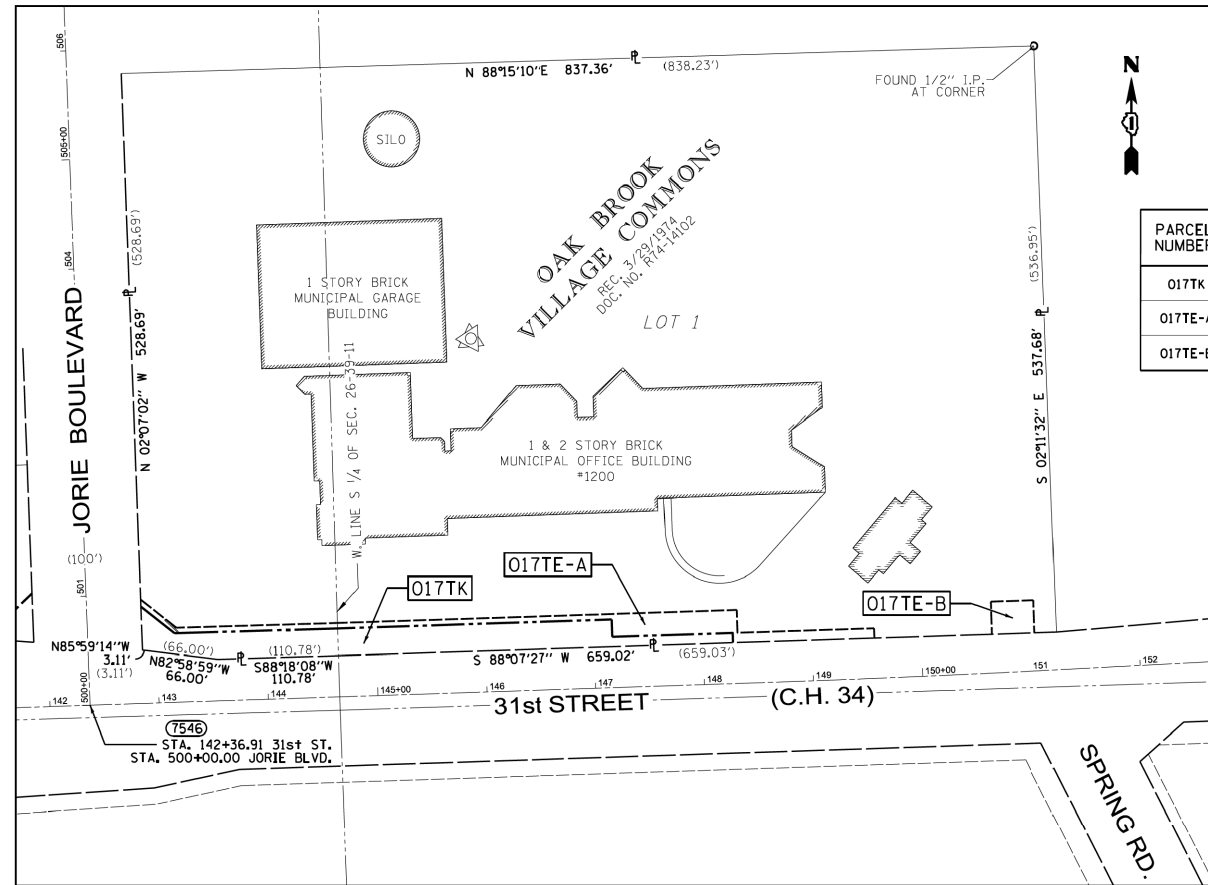 506
505+00
504
501
500+00
N 88°15'10"E 837.36' PL (838.23')
FOUND 1/2" I.P.
AT CORNER
N
SILO
OAK BROOK
VILLAGE COMMONS
REC. 3/29/1974
DOC. NO. R74-14102
LOT 1
1 STORY BRICK
MUNICIPAL GARAGE
BUILDING
1 & 2 STORY BRICK
MUNICIPAL OFFICE BUILDING
#1200
W. LINE S 1/4 OF SEC. 26-39-11
JORIE BOULEVARD
(100')
N 02°07'02" W 528.69' PL (528.69')
S 02°11'32" E 537.68' PL (536.95')
PARCEL
NUMBER
017TK
017TE-A
017TE-B
017TE-A
017TK
017TE-B
N85°59'14"W
3.11'
(3.11')
(66.00')
N82°58'59"W
66.00'
PL
(110.78')
S88°18'08"W
110.78'
S 88°07'27" W 659.02' PL (659.03')
142
143
144
145+00
146
147
148
149
150+00
151
152
31st STREET (C.H. 34)
7546
STA. 142+36.91 31st ST.
STA. 500+00.00 JORIE BLVD.
SPRING RD.